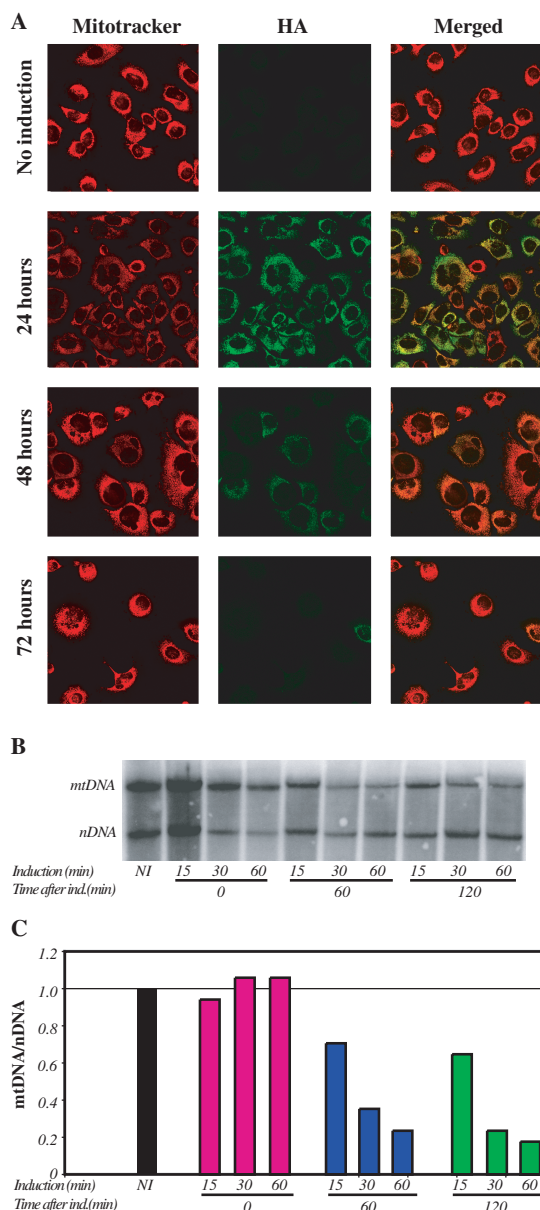 A
Mitotracker HA Merged
No induction
24 hours
48 hours
72 hours
B
mtDNA
nDNA
Induction (min) NI 15 30 60 15 30 60 15 30 60
Time after ind.(min) 0 60 120
C
mtDNA/nDNA
1.2
1.0
0.8
0.6
0.4
0.2
0
Induction (min) NI 15 30 60 15 30 60 15 30 60
Time after ind.(min) 0 60 120